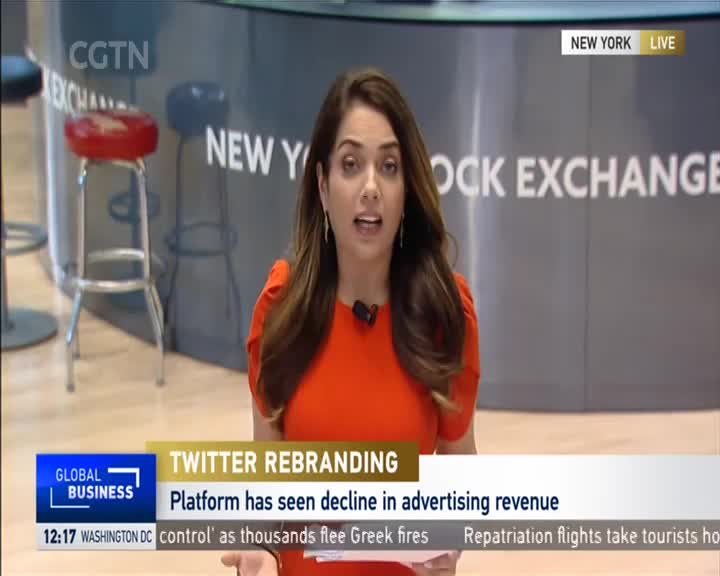 CGTN
NEW YORK LIVE
EXCHANGE
NEW YO OCK EXCHANGE
TWITTER REBRANDING
GLOBAL BUSINESS
Platform has seen decline in advertising revenue
12:17 WASHINGTON DC control' as thousands flee Greek fires Repatriation flights take tourists ho